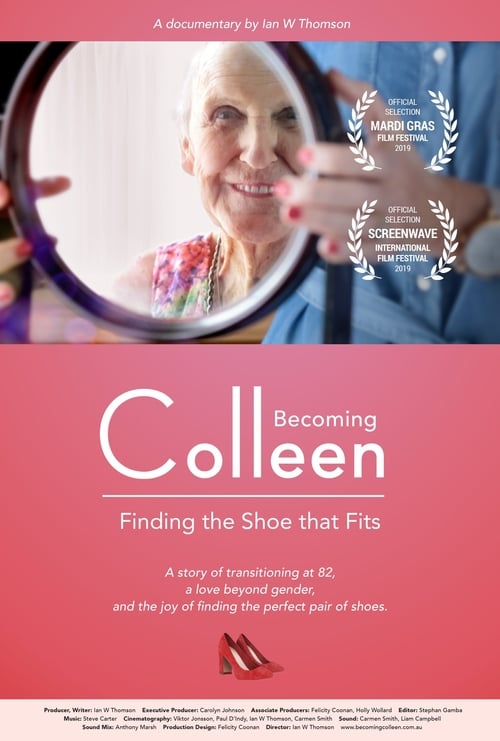 A documentary by Ian W Thomson
OFFICIAL
SELECTION
MARDI GRAS
FILM FESTIVAL
2019
OFFICIAL
SELECTION
SCREENWAVE
INTERNATIONAL
FILM FESTIVAL
2019
Becoming
Colleen
Finding the Shoe that Fits
A story of transitioning at 82,
a love beyond gender,
and the joy of finding the perfect pair of shoes.
Producer, Writer: Ian W Thomson Executive Producer: Carolyn Johnson Associate Producers: Felicity Coonan, Holly Wollard Editor: Stephan Gamba
Music: Steve Carter Cinematography: Viktor Jonsson, Paul D'Indy, Ian W Thomson, Carmen Smith Sound: Carmen Smith, Liam Campbell
Sound Mix: Anthony Marsh Production Design: Felicity Coonan Director: Ian W Thomson www.becomingcolleen.com.au